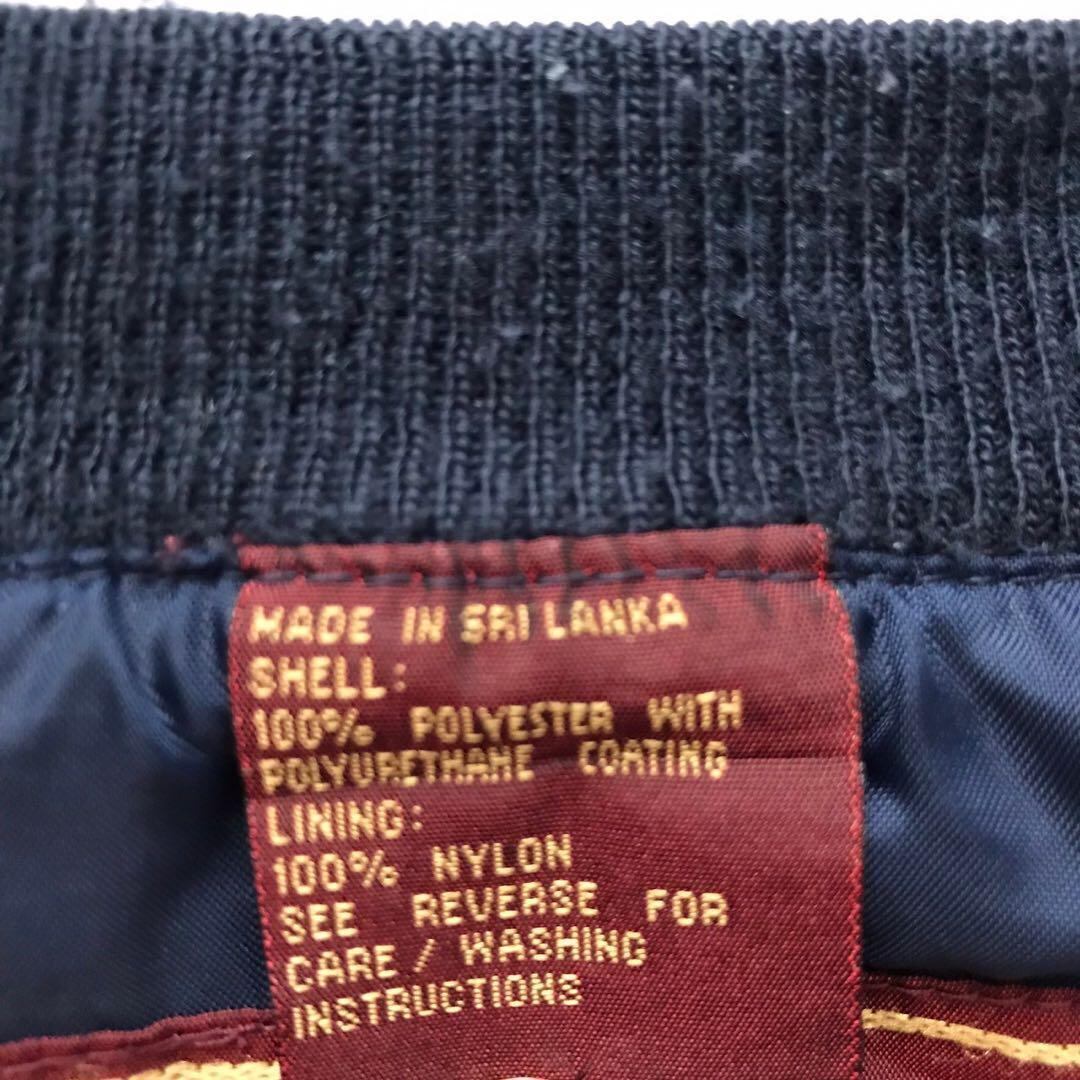 MADE IN SRI LANKA
SHELL:
100% POLYESTER WITH
POLYURETHANE COATING
LINING:
100% NYLON
SEE REVERSE FOR
CARE / WASHING
INSTRUCTIONS